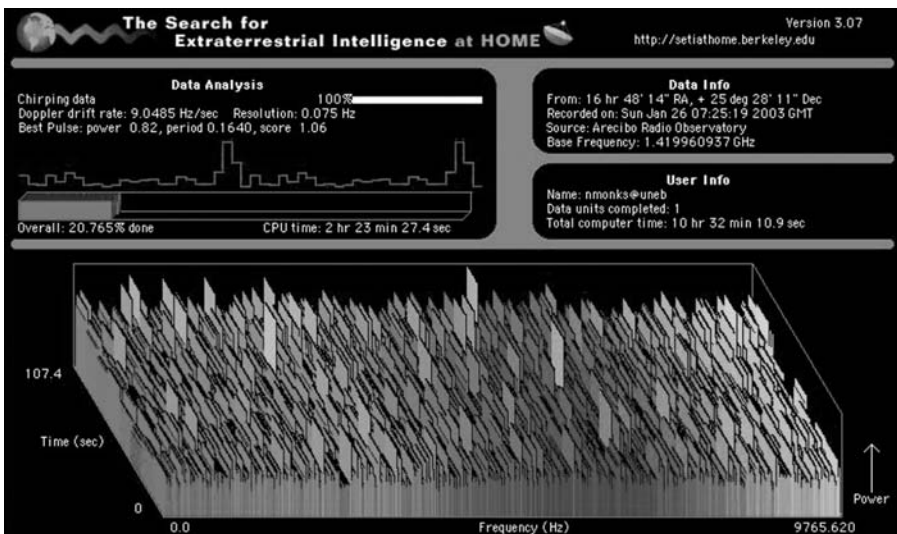 The Search for
Extraterrestrial Intelligence at HOME
Version 3.07
http://setiathome.berkeley.edu
Data Analysis
Chirping data 100%
Doppler drift rate: 9.0485 Hz/sec Resolution: 0.075 Hz
Best Pulse: power 0.82, period 0.1640, score 1.06
Overall: 20.765% done CPU time: 2 hr 23 min 27.4 sec
Data Info
From: 16 hr 48' 14" RA, + 25 deg 28' 11" Dec
Recorded on: Sun Jan 26 07:25:19 2003 GMT
Source: Arecibo Radio Observatory
Base Frequency: 1.419960937 GHz
User Info
Name: nmonks@uneb
Data units completed: 1
Total computer time: 10 hr 32 min 10.9 sec
107.4
Time (sec)
0
0.0
Frequency (Hz)
9765.620
Power